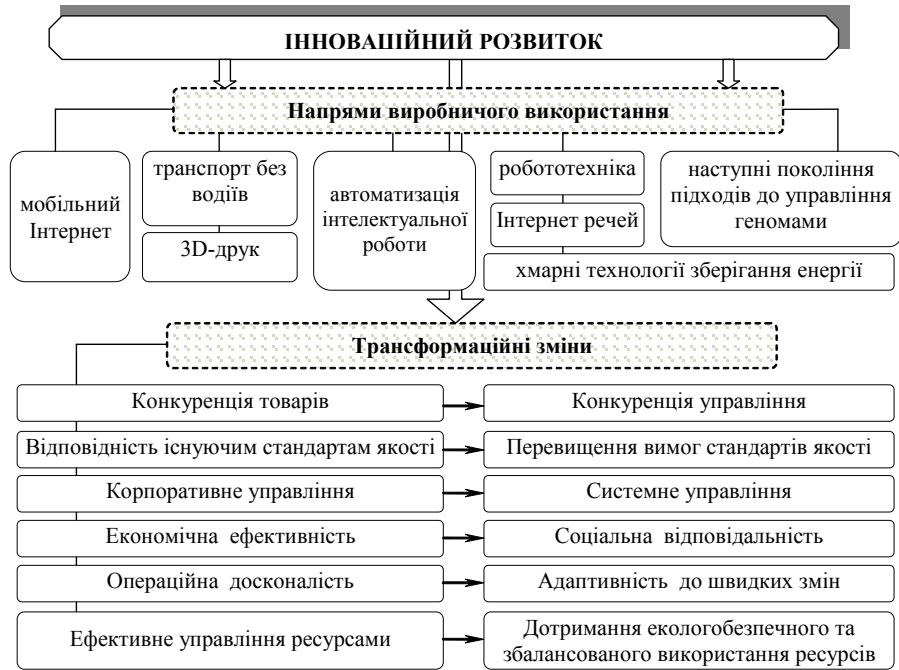 ІННОВАШІЙНИЙ РОЗВИТОК
Напрями виробничого використання
мобільний
Інтернет
транспорт без
водіїв
3D-друк
автоматизація
інтелектуальної
роботи
робототехніка
Інтернет речей
наступні покоління
підходів до управління
геномами
хмарні технології зберігання енергії
Трансформаційні зміни
Конкуренція товарів
Конкуренція управління
Відповідність існуючим стандартам якості
Перевищення вимог стандартів якості
Корпоративне управління
Системне управління
Економічна ефективність
Соціальна відповідальність
Операційна досконалість
Адаптивність до швидких змін
Ефективне управління ресурсами
Дотримання екологобезпечного та
збалансованого використання ресурсів